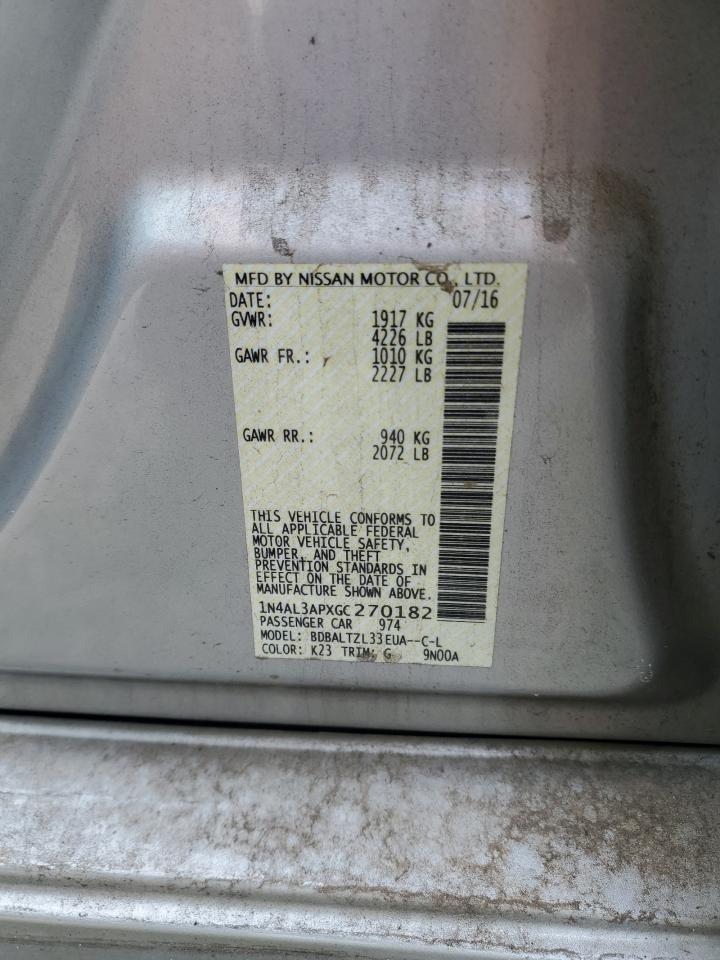 MFD BY NISSAN MOTOR CO., LTD.
DATE: 07/16
GVWR: 1917 KG
4226 LB
GAWR FR.: 1010 KG
2227 LB
GAWR RR.: 940 KG
2072 LB
THIS VEHICLE CONFORMS TO
ALL APPLICABLE FEDERAL
MOTOR VEHICLE SAFETY,
BUMPER, AND THEFT
PREVENTION STANDARDS IN
EFFECT ON THE DATE OF
MANUFACTURE SHOWN ABOVE.
1N4AL3APXGC270182
PASSENGER CAR 974
MODEL: BDBALTZL33EUA--C-L
COLOR: K23 TRIM: G 9N00A